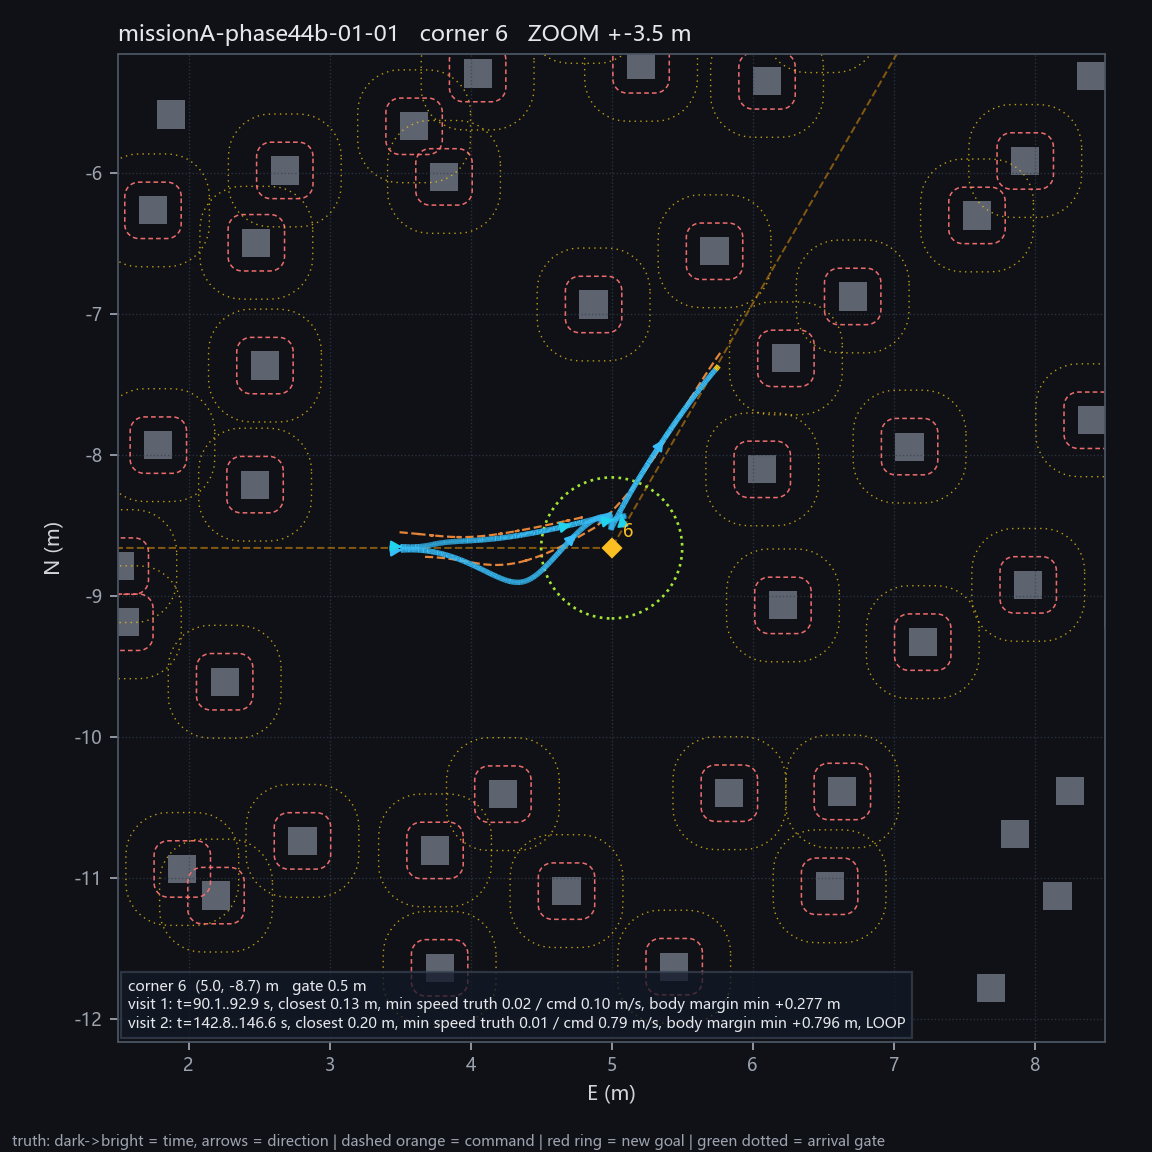 missionA-phase44b-01-01   corner 6   ZOOM +-3.5 m
-6
-7
-8
-9
-10
-11
-12
N (m)
6
corner 6  (5.0, -8.7) m   gate 0.5 m
visit 1: t=90.1..92.9 s, closest 0.13 m, min speed truth 0.02 / cmd 0.10 m/s, body margin min +0.277 m
visit 2: t=142.8..146.6 s, closest 0.20 m, min speed truth 0.01 / cmd 0.79 m/s, body margin min +0.796 m, LOOP
2 3 4 5 6 7 8
E (m)
truth: dark->bright = time, arrows = direction | dashed orange = command | red ring = new goal | green dotted = arrival gate